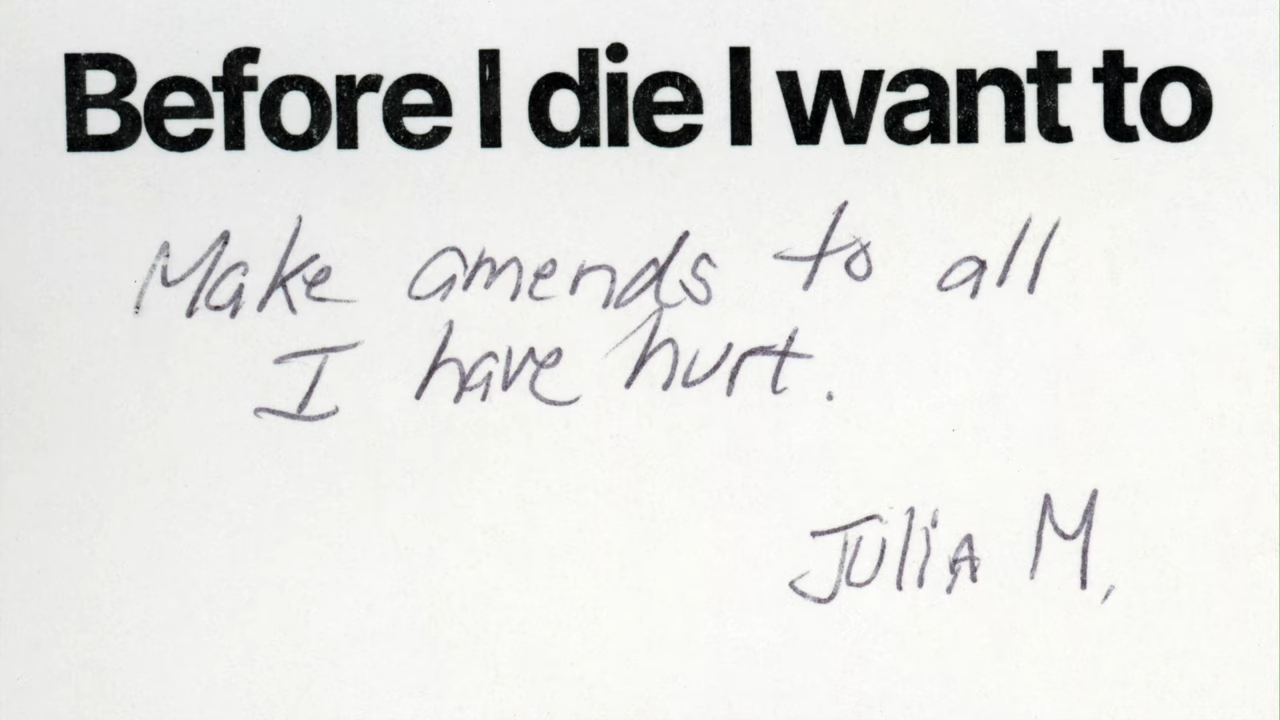 Before I die I want to
Make amends to all
I have hurt.
Julia M.